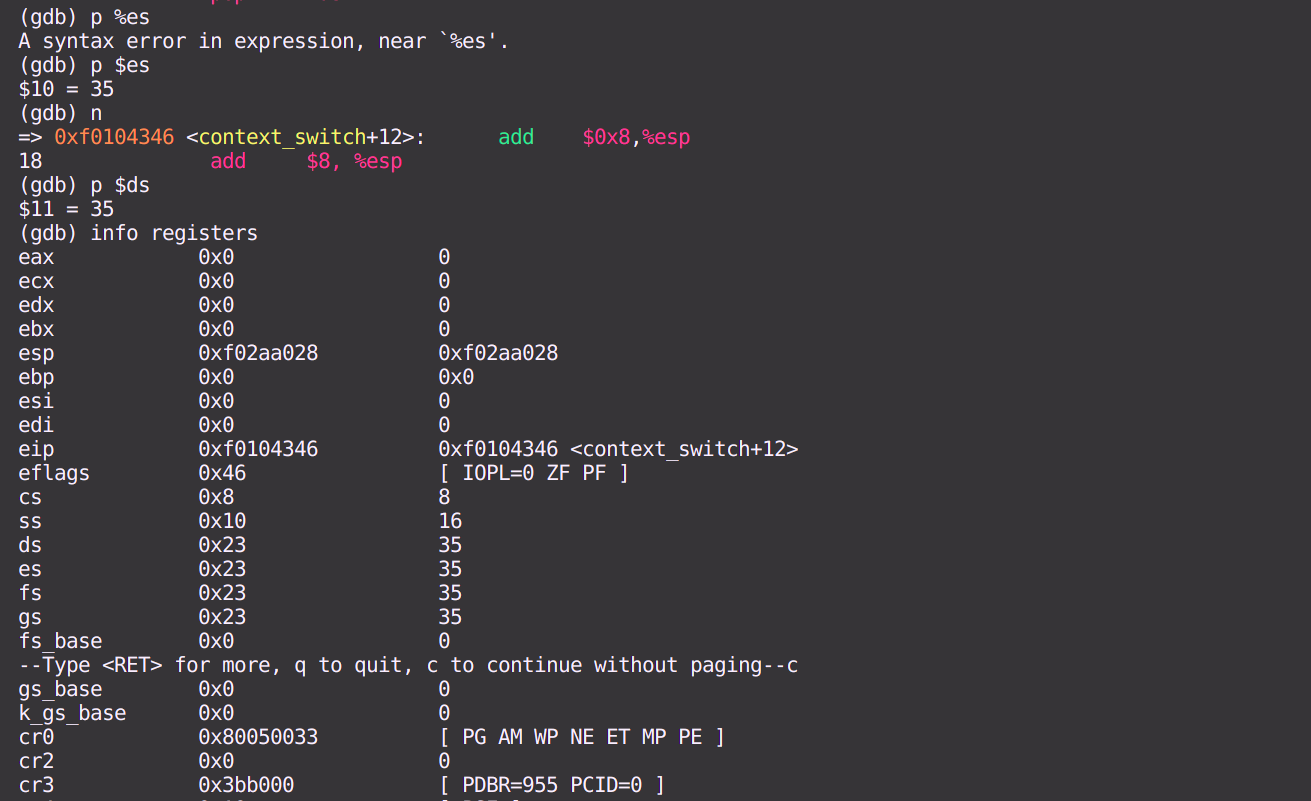 (gdb) p %es
A syntax error in expression, near `%es'.
(gdb) p $es
$10 = 35
(gdb) n
=> 0xf0104346 <context_switch+12>: add $0x8,%esp
18 add $8, %esp
(gdb) p $ds
$11 = 35
(gdb) info registers
eax 0x0 0
ecx 0x0 0
edx 0x0 0
ebx 0x0 0
esp 0xf02aa028 0xf02aa028
ebp 0x0 0x0
esi 0x0 0
edi 0x0 0
eip 0xf0104346 0xf0104346 <context_switch+12>
eflags 0x46 [ IOPL=0 ZF PF ]
cs 0x8 8
ss 0x10 16
ds 0x23 35
es 0x23 35
fs 0x23 35
gs 0x23 35
fs_base 0x0 0
--Type <RET> for more, q to quit, c to continue without paging--c
gs_base 0x0 0
k_gs_base 0x0 0
cr0 0x80050033 [ PG AM WP NE ET MP PE ]
cr2 0x0 0
cr3 0x3bb000 [ PDBR=955 PCID=0 ]